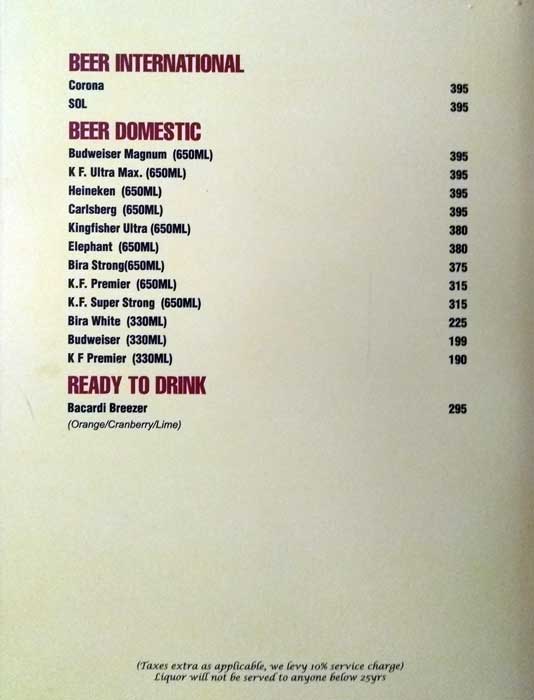 BEER INTERNATIONAL
Corona 395
SOL 395
BEER DOMESTIC
Budweiser Magnum (650ML) 395
K F. Ultra Max. (650ML) 395
Heineken (650ML) 395
Carlsberg (650ML) 395
Kingfisher Ultra (650ML) 380
Elephant (650ML) 380
Bira Strong(650ML) 375
K.F. Premier (650ML) 315
K.F. Super Strong (650ML) 315
Bira White (330ML) 225
Budweiser (330ML) 199
K F Premier (330ML) 190
READY TO DRINK
Bacardi Breezer 295
(Orange/Cranberry/Lime)
(Taxes extra as applicable, we levy 10% service charge)
Liquor will not be served to anyone below 25yrs